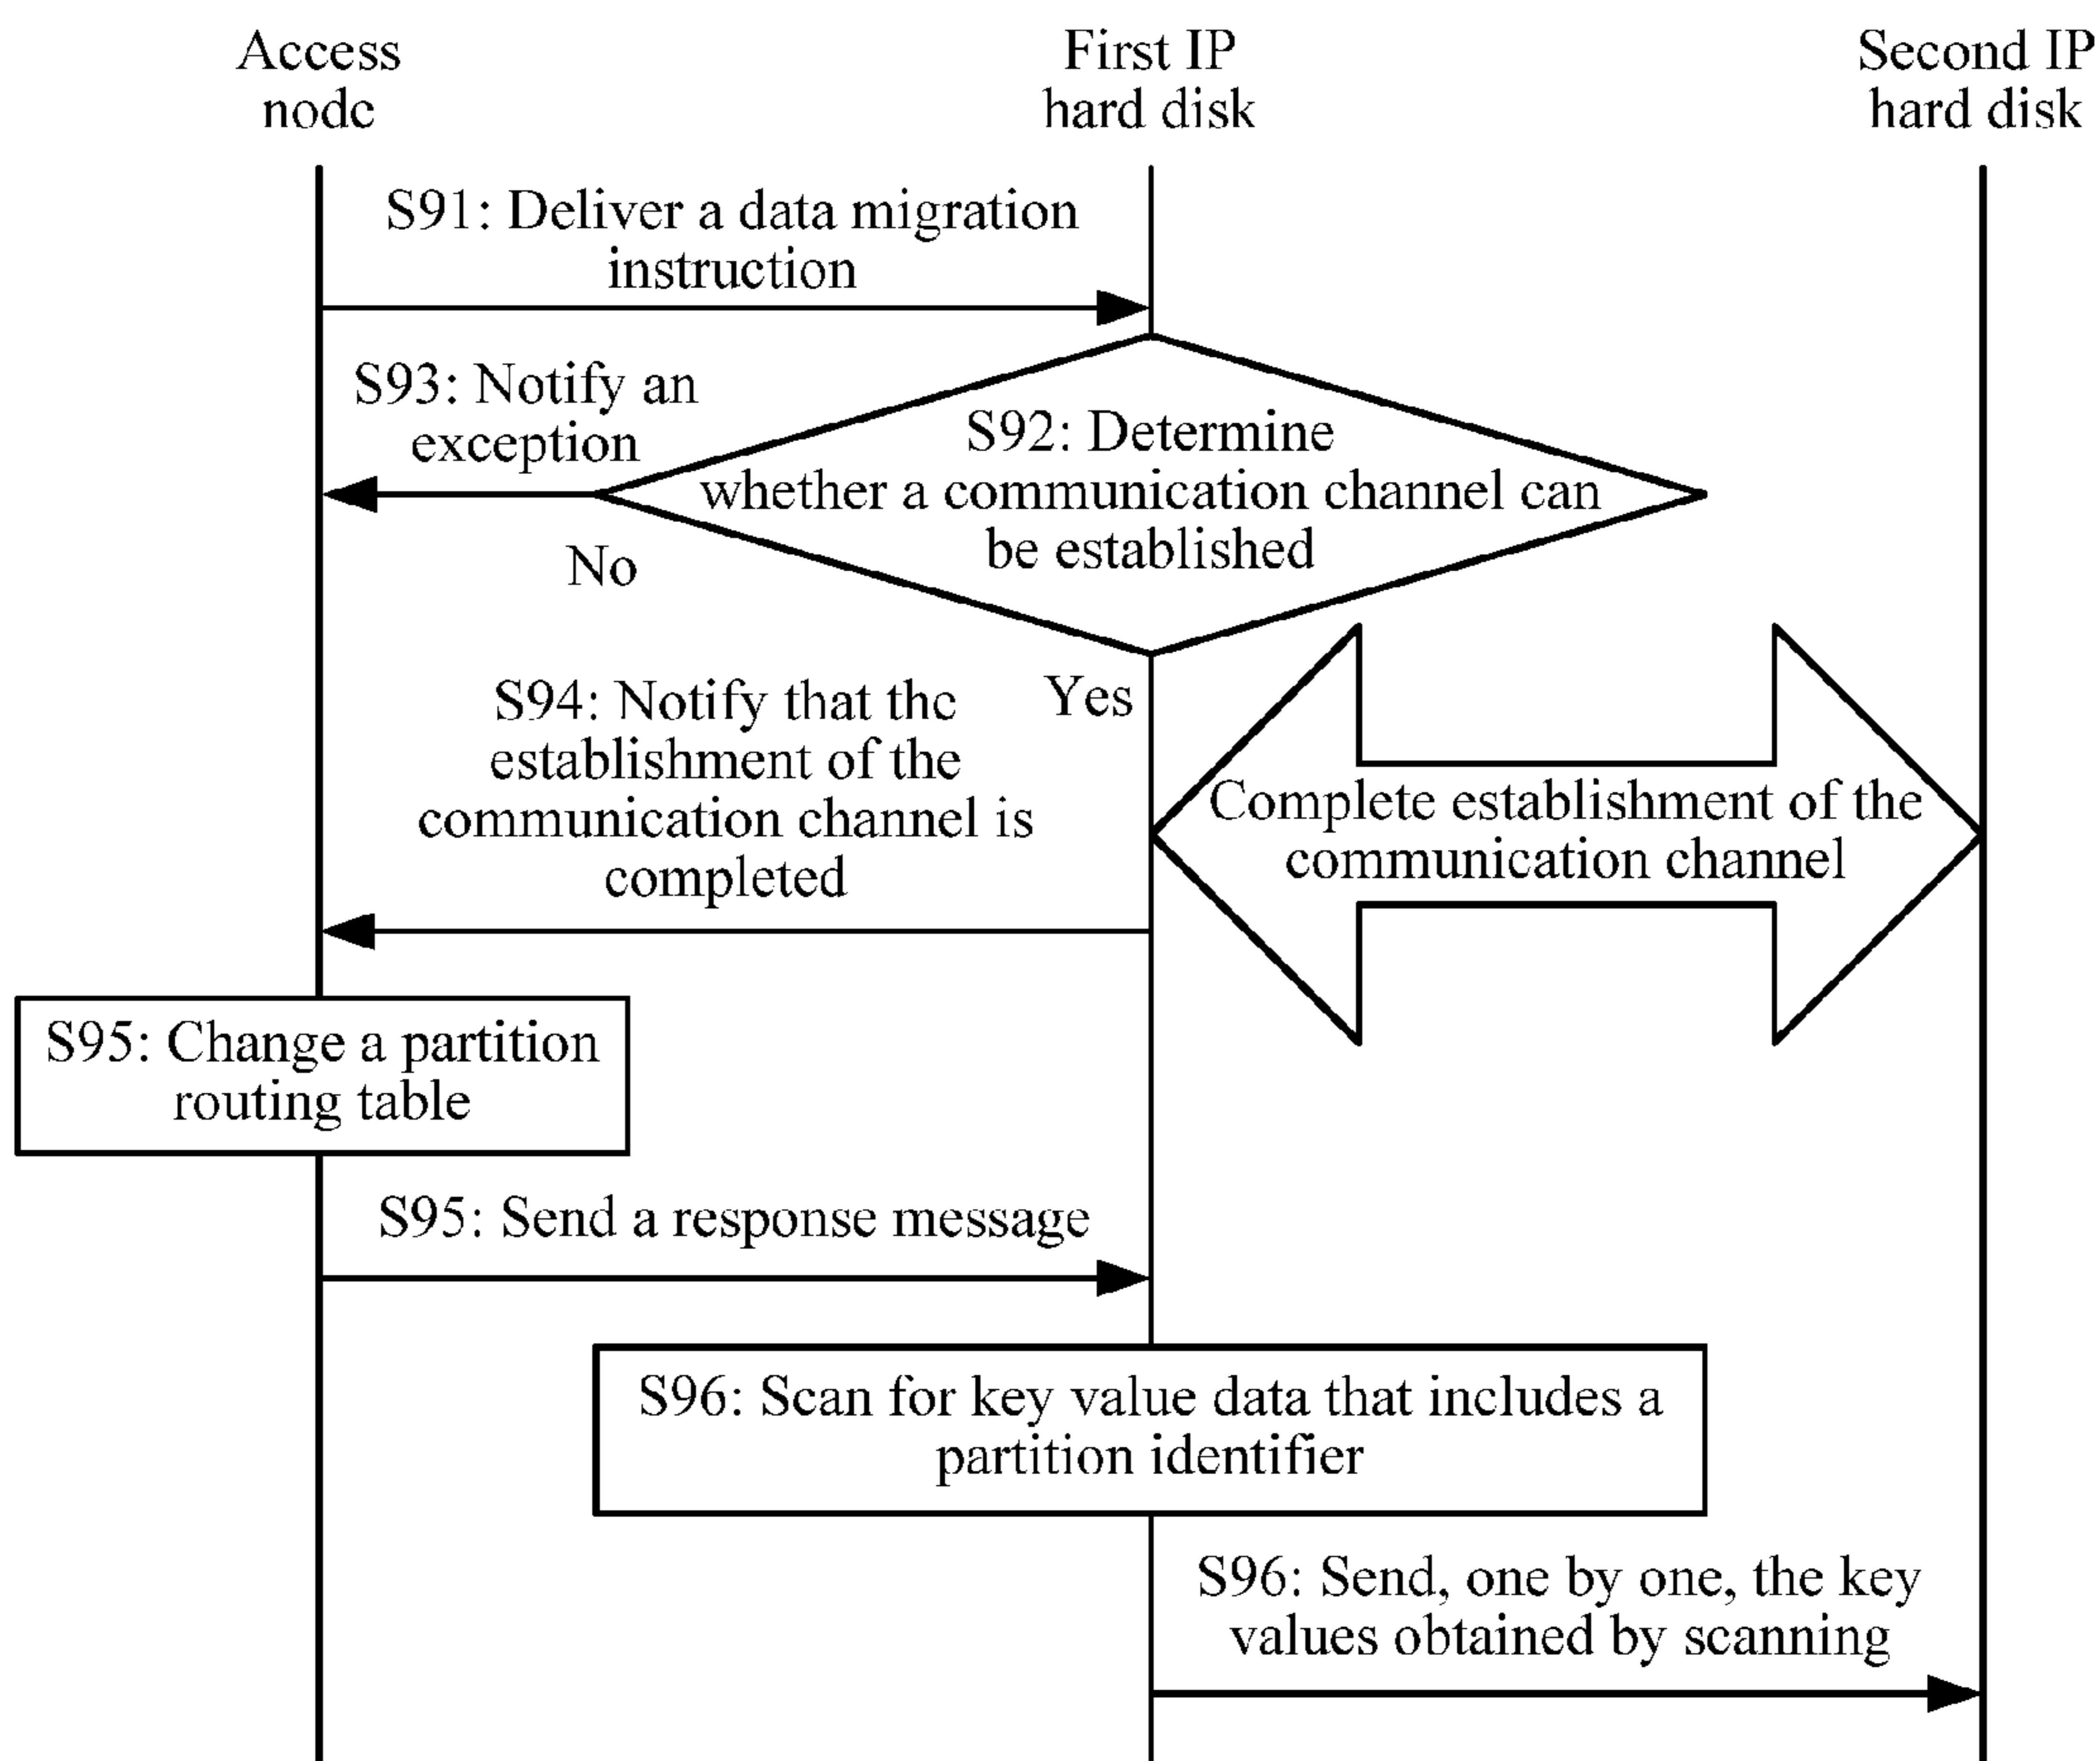 Access
node
First IP
hard disk
Second IP
hard disk
S91: Deliver a data migration
instruction
S93: Notify an
exception
S92: Determine
whether a communication channel can
be established
No
Yes
S94: Notify that the
establishment of the
communication channel is
completed
Complete establishment of the
communication channel
S95: Change a partition
routing table
S95: Send a response message
S96: Scan for key value data that includes a
partition identifier
S96: Send, one by one, the key
values obtained by scanning